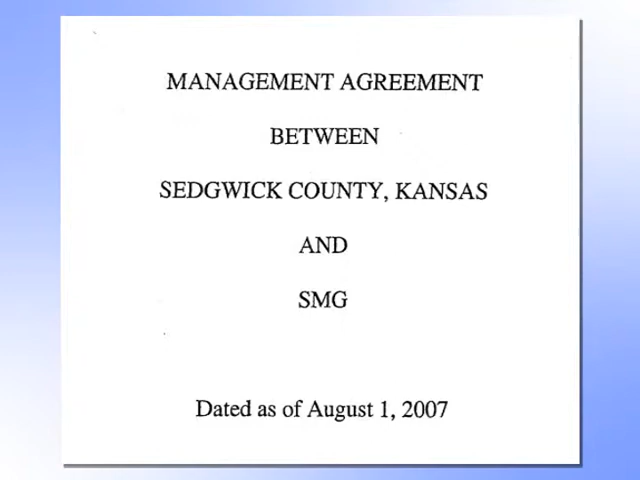 MANAGEMENT AGREEMENT
BETWEEN
SEDGWICK COUNTY, KANSAS
AND
SMG
Dated as of August 1, 2007